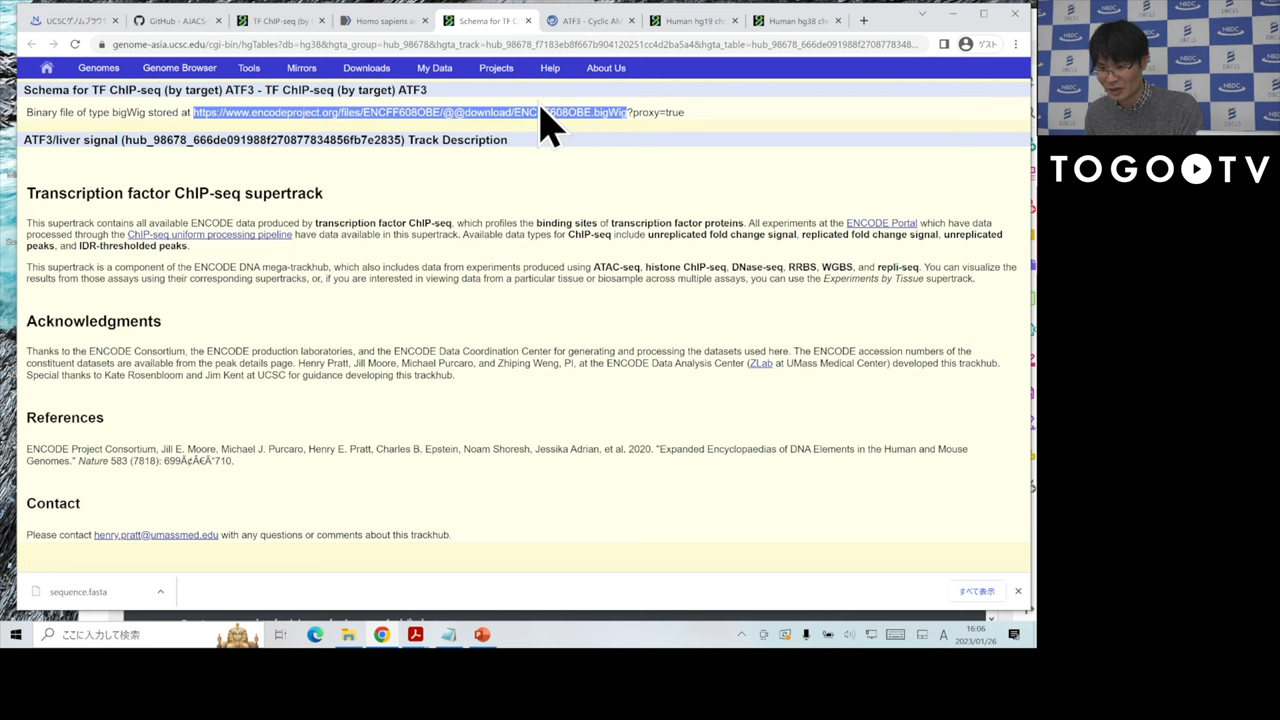 UCSCゲノムブラウ
GitHub - AJACS-
TF ChIP-seq (by
Homo sapiens ac
Schema for TF C
ATF3 - Cyclic AM
Human hg19 ch
Human hg38 ch
genome-asia.ucsc.edu/cgi-bin/hgTables?db=hg38&hgta_group=hub_98678&hgta_track=hub_98678_f7183eb8f667b904120251cc4d2ba5a4&hgta_table=hub_98678_666de091988f2708778348...
ゲスト
Genomes Genome Browser Tools Mirrors Downloads My Data Projects Help About Us
Schema for TF ChIP-seq (by target) ATF3 - TF ChIP-seq (by target) ATF3
Binary file of type bigWig stored at https://www.encodeproject.org/files/ENCFF608OBE/@@download/ENCFF608OBE.bigWig?proxy=true
ATF3/liver signal (hub_98678_666de091988f270877834856fb7e2835) Track Description
Transcription factor ChIP-seq supertrack
This supertrack contains all available ENCODE data produced by transcription factor ChIP-seq, which profiles the binding sites of transcription factor proteins. All experiments at the ENCODE Portal which have data
processed through the ChIP-seq uniform processing pipeline have data available in this supertrack. Available data types for ChIP-seq include unreplicated fold change signal, replicated fold change signal, unreplicated
peaks, and IDR-thresholded peaks.
This supertrack is a component of the ENCODE DNA mega-trackhub, which also includes data from experiments produced using ATAC-seq, histone ChIP-seq, DNase-seq, RRBS, WGBS, and repli-seq. You can visualize the
results from those assays using their corresponding supertracks, or, if you are interested in viewing data from a particular tissue or biosample across multiple assays, you can use the Experiments by Tissue supertrack.
Acknowledgments
Thanks to the ENCODE Consortium, the ENCODE production laboratories, and the ENCODE Data Coordination Center for generating and processing the datasets used here. The ENCODE accession numbers of the
constituent datasets are available from the peak details page. Henry Pratt, Jill Moore, Michael Purcaro, and Zhiping Weng, PI, at the ENCODE Data Analysis Center (ZLab at UMass Medical Center) developed this trackhub.
Special thanks to Kate Rosenbloom and Jim Kent at UCSC for guidance developing this trackhub.
References
ENCODE Project Consortium, Jill E. Moore, Michael J. Purcaro, Henry E. Pratt, Charles B. Epstein, Noam Shoresh, Jessika Adrian, et al. 2020. "Expanded Encyclopaedias of DNA Elements in the Human and Mouse
Genomes." Nature 583 (7818): 699Ã¢Â€Â“710.
Contact
Please contact henry.pratt@umassmed.edu with any questions or comments about this trackhub.
sequence.fasta
すべて表示
ここに入力して検索
A
16:06
2023/01/26
NBDC
DBCLS
TOGO TV